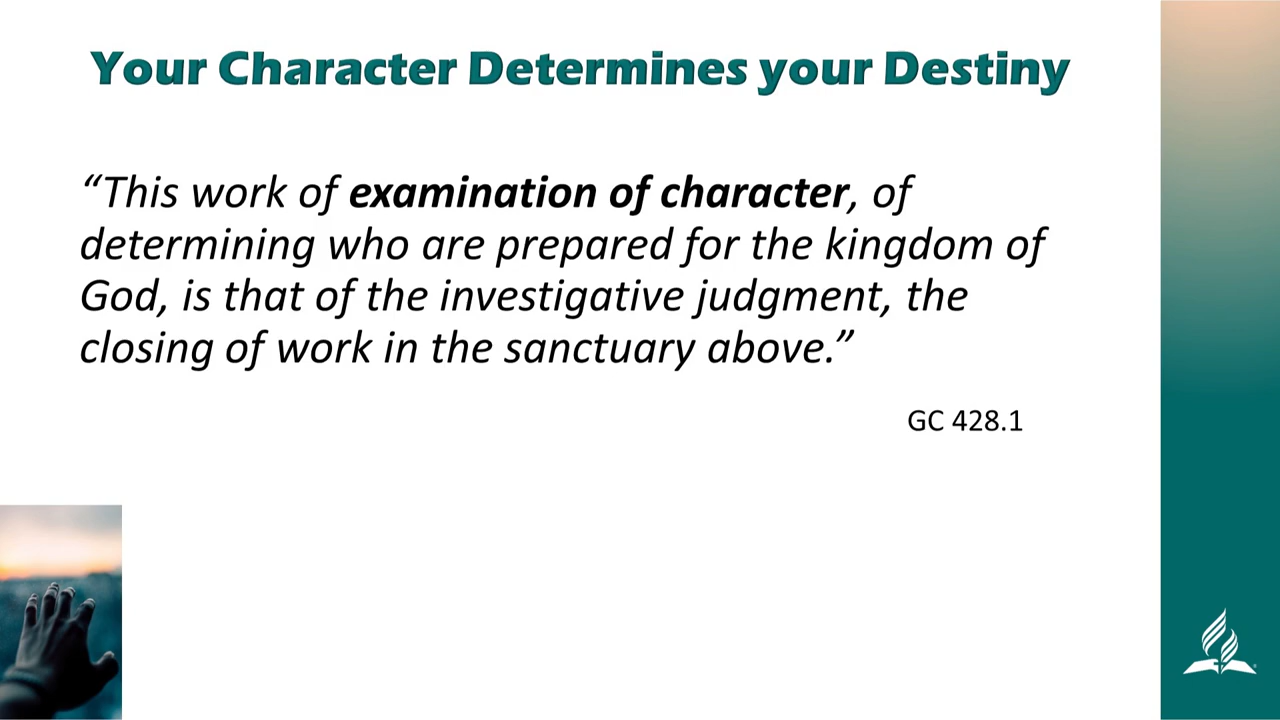 Your Character Determines your Destiny
“This work of examination of character, of
determining who are prepared for the kingdom of
God, is that of the investigative judgment, the
closing of work in the sanctuary above.”
GC 428.1